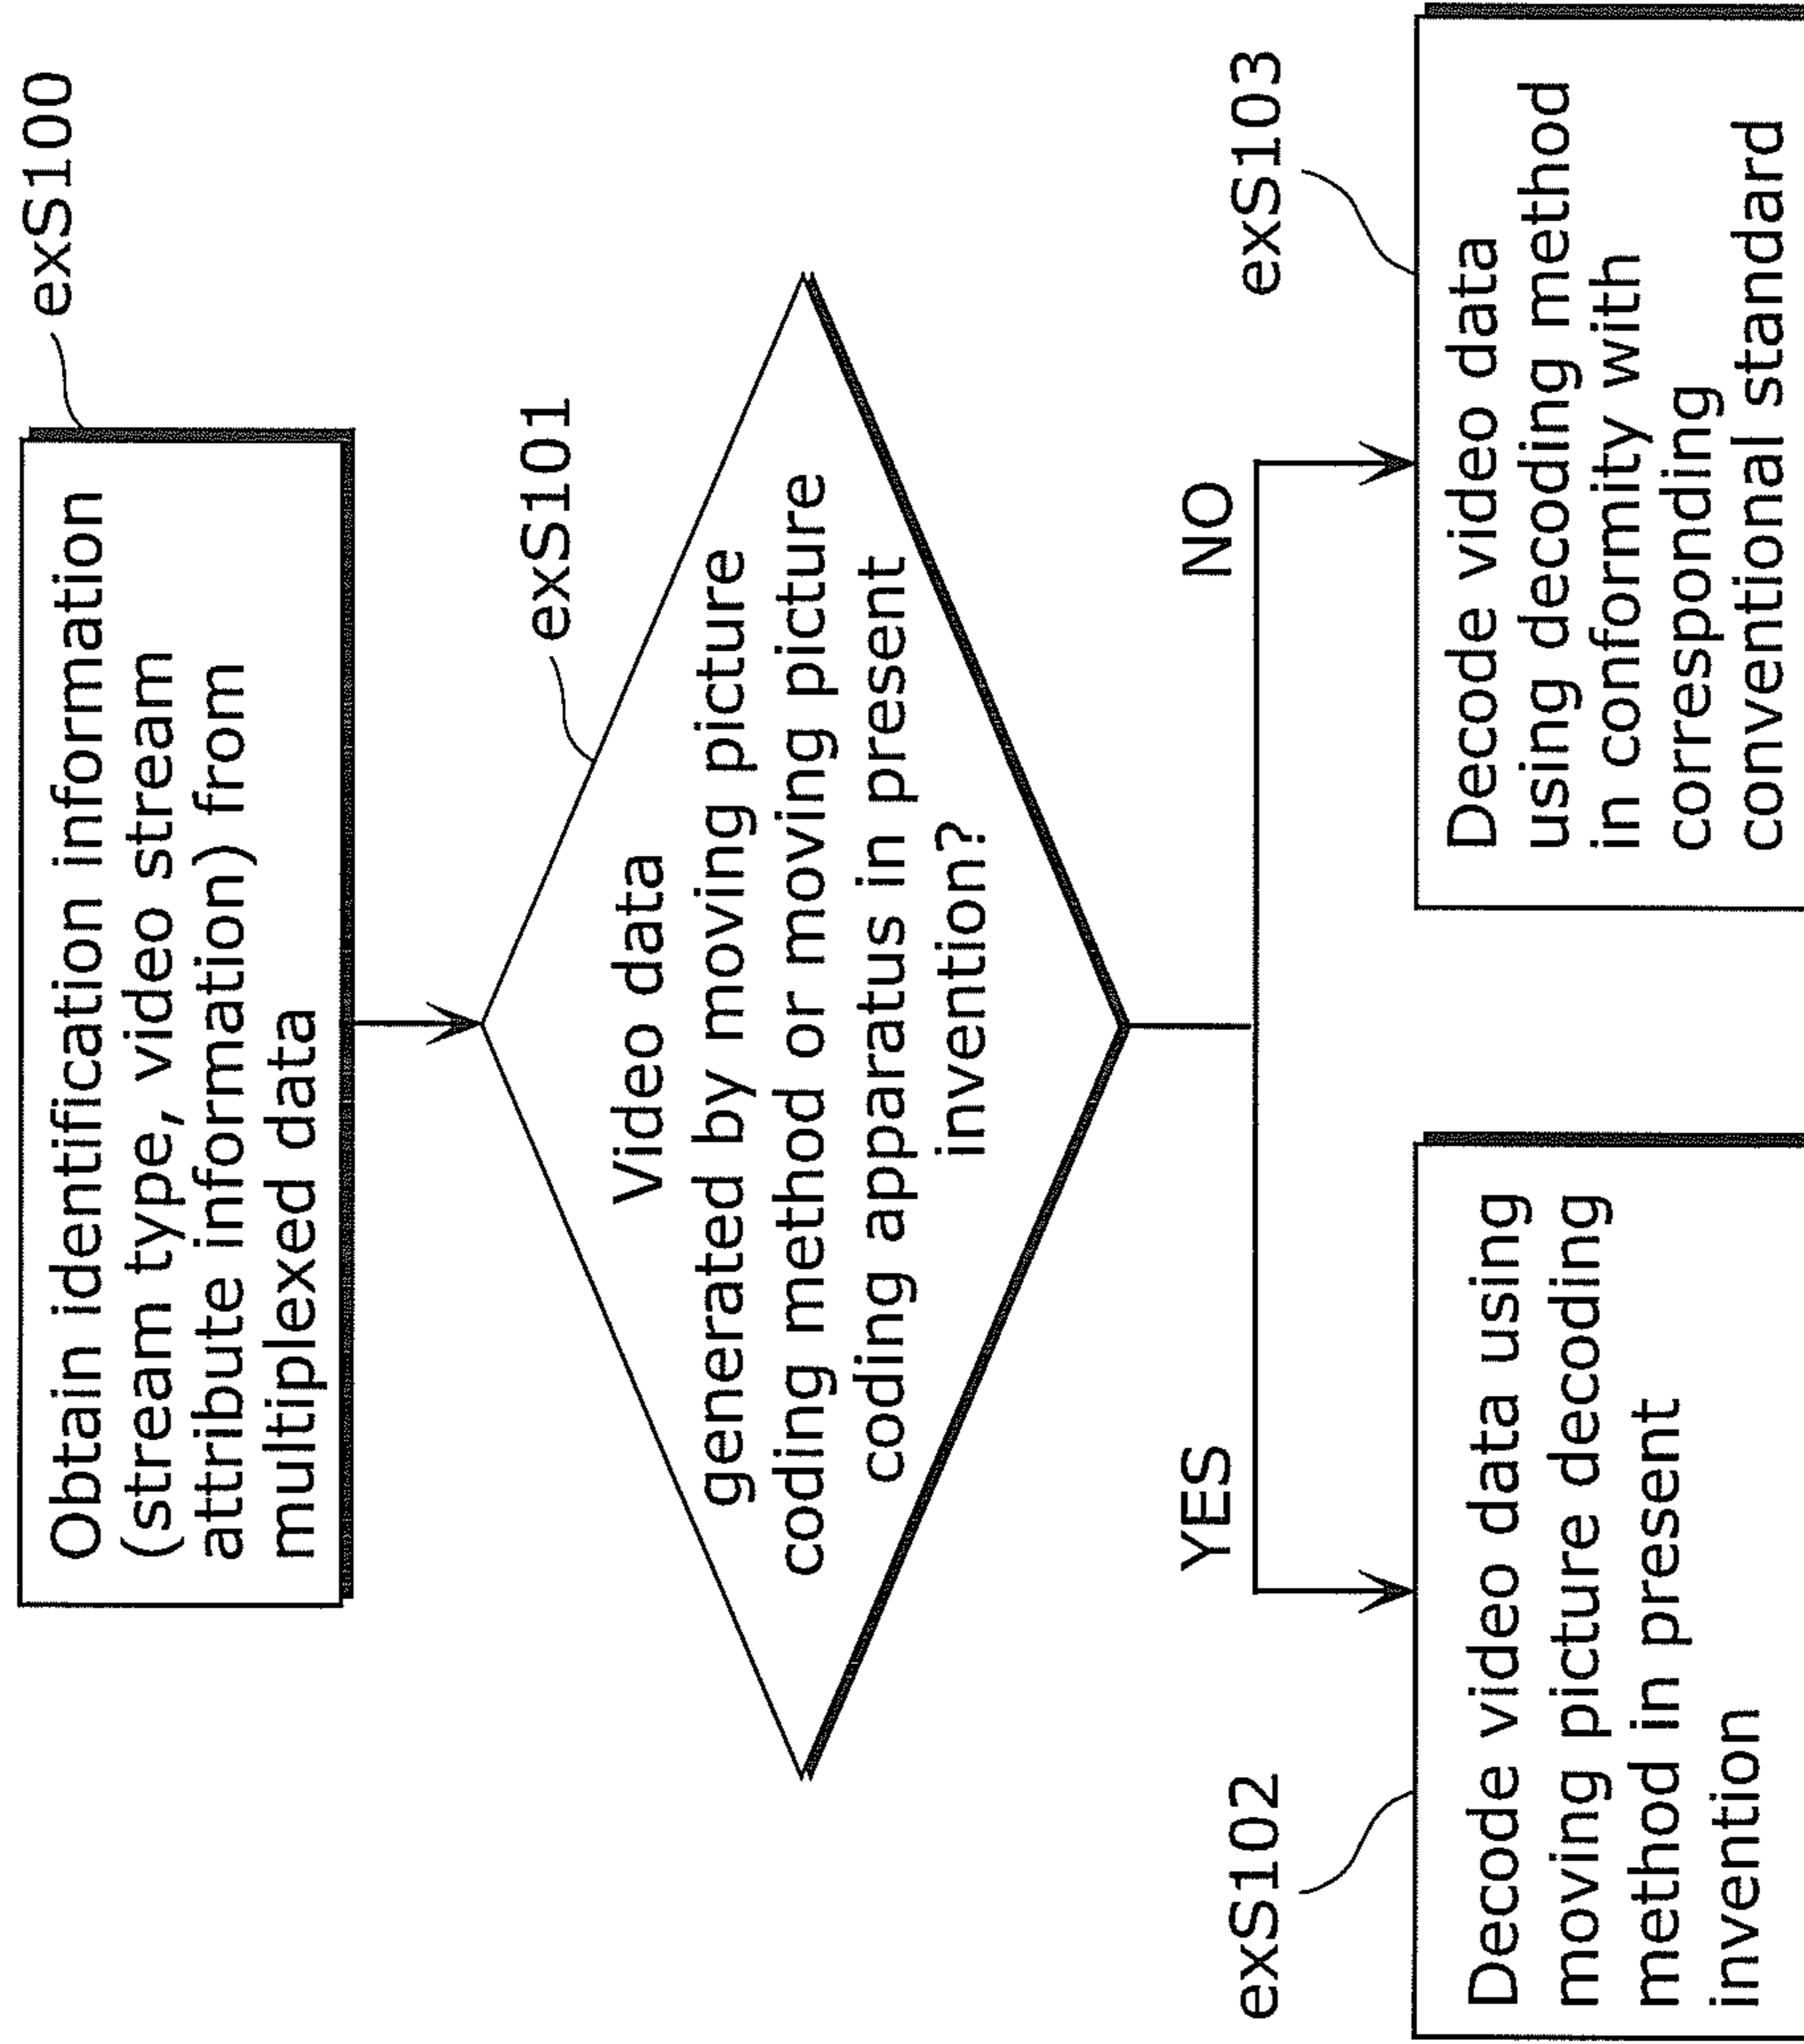 exS100
Obtain identification information
(stream type, video stream
attribute information) from
multiplexed data
exS101
Video data
generated by moving picture
coding method or moving picture
coding apparatus in present
invention?
YES
NO
exS102
Decode video data using
moving picture decoding
method in present
invention
exS103
Decode video data
using decoding method
in conformity with
corresponding
conventional standard